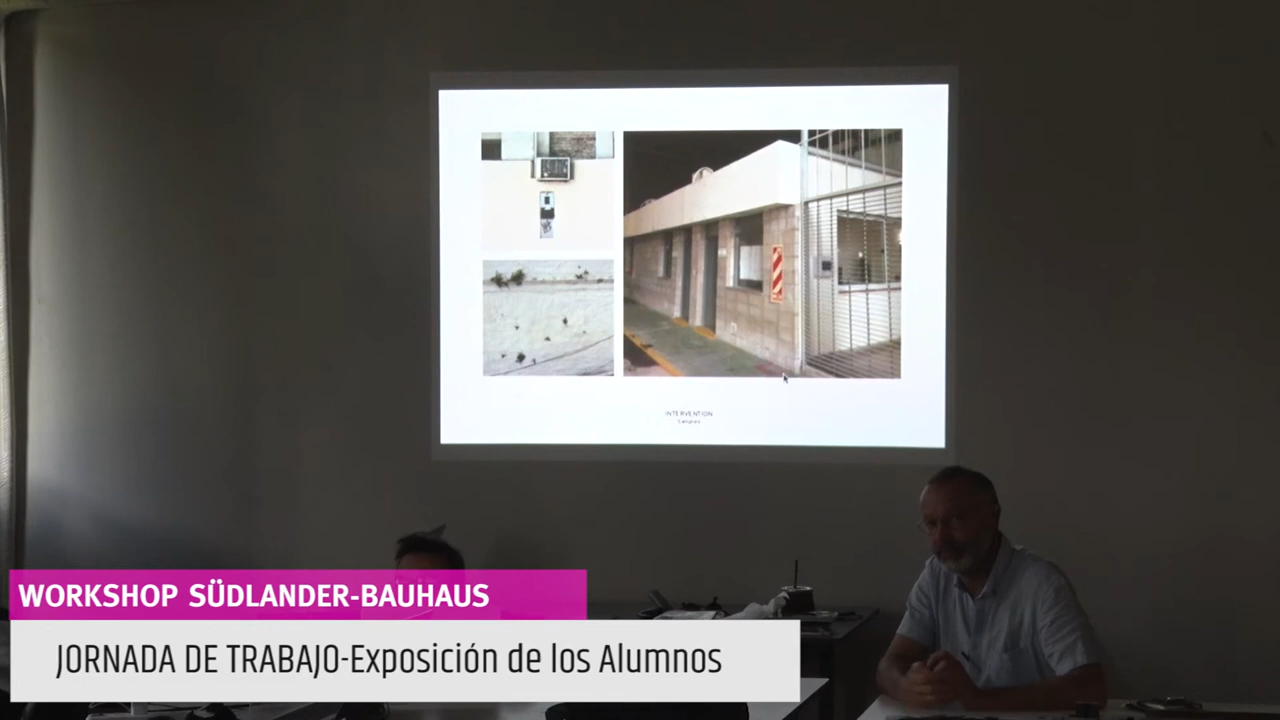 INTERVENTION
WORKSHOP SÜDLANDER-BAUHAUS
JORNADA DE TRABAJO-Exposición de los Alumnos